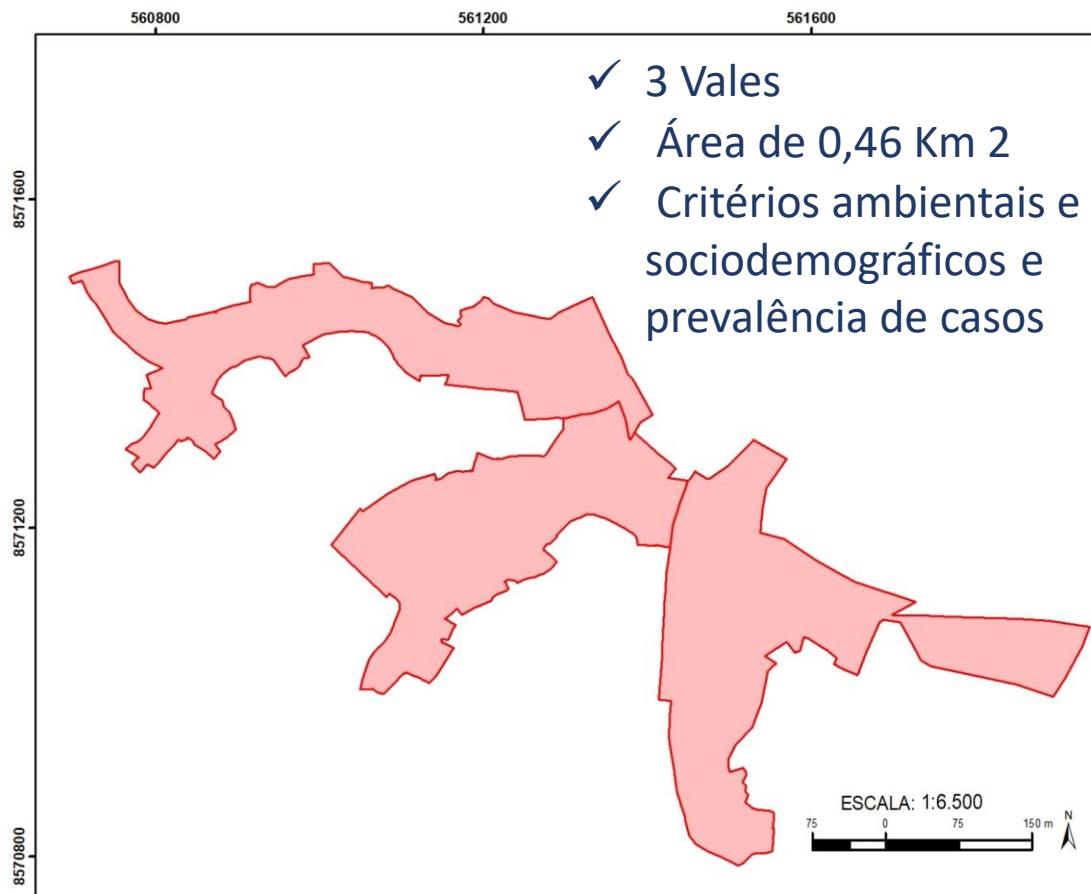 560800 561200 561600
✓ 3 Vales
✓ Área de 0,46 Km 2
✓ Critérios ambientais e
sociodemográficos e
prevalência de casos
8571600
8571200
8570800
ESCALA: 1:6.500
75 0 75 150 m
N